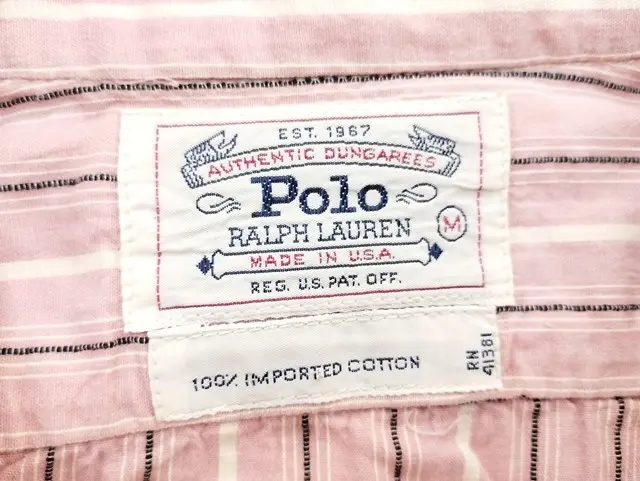 EST. 1967
AUTHENTIC DUNGAREES
Polo
RALPH LAUREN
M
MADE IN U.S.A.
REG. U.S. PAT. OFF.
100% IMPORTED COTTON
RN
41381